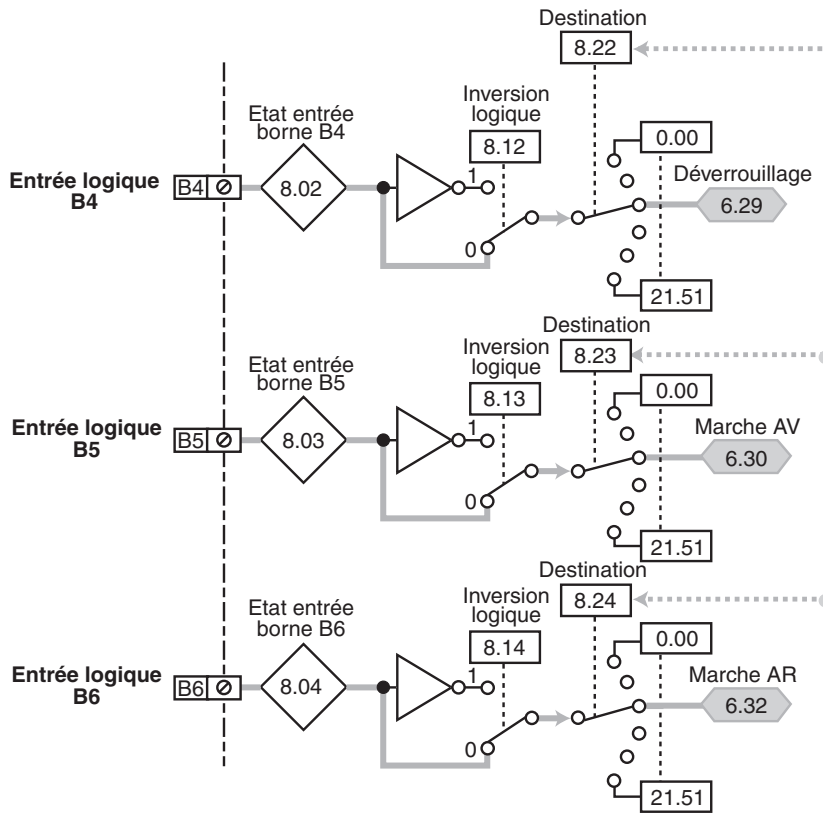 Destination
8.22
Etat entrée
borne B4
Inversion
logique
0.00
8.12
Entrée logique
B4
B4
8.02
1
Déverrouillage
6.29
0
21.51
Destination
Etat entrée
borne B5
Inversion
logique
8.23
0.00
8.13
Entrée logique
B5
B5
8.03
1
Marche AV
6.30
0
21.51
Destination
Etat entrée
borne B6
Inversion
logique
8.24
0.00
8.14
Entrée logique
B6
B6
8.04
1
Marche AR
6.32
0
21.51